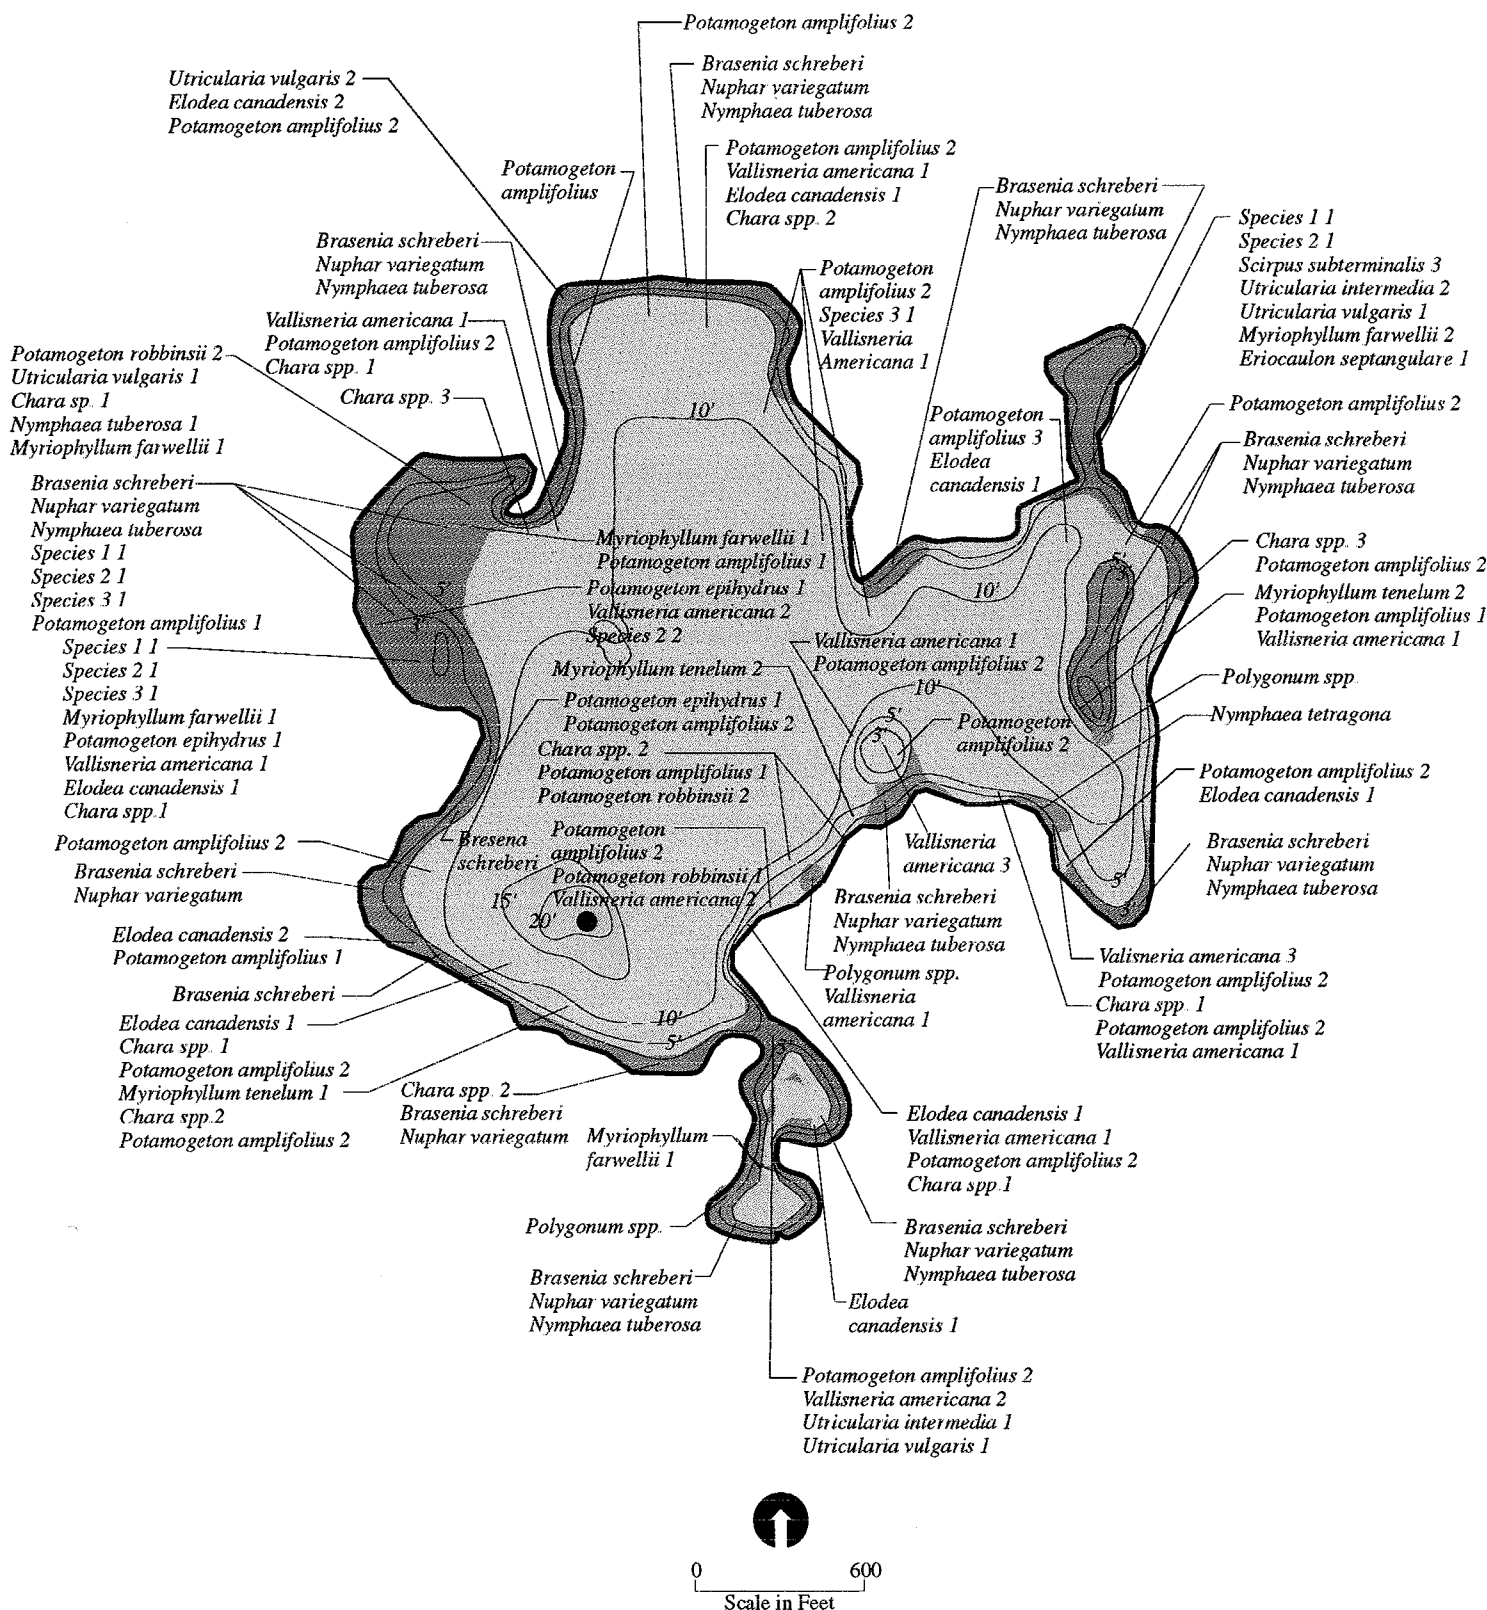 Potamogeton amplifolius 2
Brasenia schreberi
Nuphar variegatum
Nymphaea tuberosa
Utricularia vulgaris 2
Elodea canadensis 2
Potamogeton amplifolius 2
Potamogeton amplifolius 2
Vallisneria americana 1
Elodea canadensis 1
Chara spp. 2
Potamogeton
amplifolius
Brasenia schreberi
Nuphar variegatum
Nymphaea tuberosa
Species 1 1
Species 2 1
Scirpus subterminalis 3
Utricularia intermedia 2
Utricularia vulgaris 1
Myriophyllum farwellii 2
Eriocaulon septangulare 1
Brasenia schreberi
Nuphar variegatum
Nymphaea tuberosa
Potamogeton
amplifolius 2
Species 3 1
Vallisneria
Americana 1
Vallisneria americana 1
Potamogeton amplifolius 2
Chara spp. 1
Potamogeton robbinsii 2
Utricularia vulgaris 1
Chara sp. 1
Nymphaea tuberosa 1
Myriophyllum farwellii 1
Chara spp. 3
10'
Potamogeton
amplifolius 3
Elodea
canadensis 1
Potamogeton amplifolius 2
Brasenia schreberi
Nuphar variegatum
Nymphaea tuberosa
Brasenia schreberi
Nuphar variegatum
Nymphaea tuberosa
Species 1 1
Species 2 1
Species 3 1
Potamogeton amplifolius 1
Species 1 1
Species 2 1
Species 3 1
Myriophyllum farwellii 1
Potamogeton epihydrus 1
Vallisneria americana 1
Elodea canadensis 1
Chara spp.1
Myriophyllum farwellii 1
Potamogeton amplifolius 1
Potamogeton epihydrus 1
Vallisneria americana 2
Species 2 2
5'
3'
10'
5'
3'
Chara spp. 3
Potamogeton amplifolius 2
Myriophyllum tenelum 2
Potamogeton amplifolius 1
Vallisneria americana 1
Vallisneria americana 1
Potamogeton amplifolius 2
Myriophyllum tenelum 2
10'
5'
3'
Potamogeton
amplifolius 2
Polygonum spp
Nymphaea tetragona
Potamogeton epihydrus 1
Potamogeton amplifolius 2
Chara spp. 2
Potamogeton amplifolius 1
Potamogeton robbinsii 2
Potamogeton amplifolius 2
Elodea canadensis 1
Potamogeton amplifolius 2
Brasenia schreberi
Nuphar variegatum
Bresena
schreberi
Potamogeton
amplifolius 2
Potamogeton robbinsii 1
Vallisneria americana 2
15'
20'
Vallisneria
americana 3
Brasenia schreberi
Nuphar variegatum
Nymphaea tuberosa
Brasenia schreberi
Nuphar variegatum
Nymphaea tuberosa
5'
3'
Elodea canadensis 2
Potamogeton amplifolius 1
Brasenia schreberi
Polygonum spp.
Vallisneria
americana 1
Valisneria americana 3
Potamogeton amplifolius 2
Chara spp. 1
Potamogeton amplifolius 2
Vallisneria americana 1
Elodea canadensis 1
Chara spp. 1
Potamogeton amplifolius 2
Myriophyllum tenelum 1
Chara spp.2
Potamogeton amplifolius 2
10'
5'
3'
Chara spp. 2
Brasenia schreberi
Nuphar variegatum
Myriophyllum
farwellii 1
Elodea canadensis 1
Vallisneria americana 1
Potamogeton amplifolius 2
Chara spp.1
Polygonum spp.
Brasenia schreberi
Nuphar variegatum
Nymphaea tuberosa
Brasenia schreberi
Nuphar variegatum
Nymphaea tuberosa
Elodea
canadensis 1
Potamogeton amplifolius 2
Vallisneria americana 2
Utricularia intermedia 1
Utricularia vulgaris 1
0 600
Scale in Feet